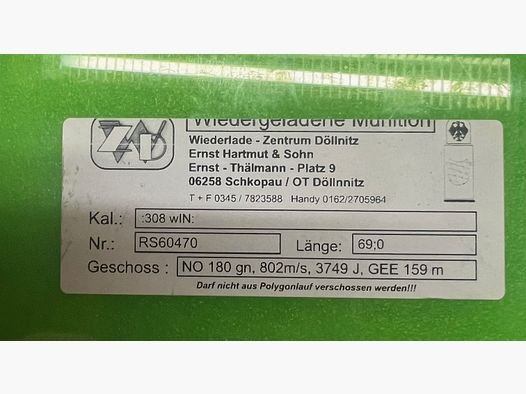 Wiedergeladene Munition
Wiederlade - Zentrum Döllnitz
Ernst Hartmut & Sohn
Ernst - Thälmann - Platz 9
06258 Schkopau / OT Döllnnitz
T + F 0345 / 7823588 Handy 0162/2705964
Kal.: :308 wIN:
Nr.: RS60470 Länge: 69;0
Geschoss : NO 180 gn, 802m/s, 3749 J, GEE 159 m
Darf nicht aus Polygonlauf verschossen werden!!!